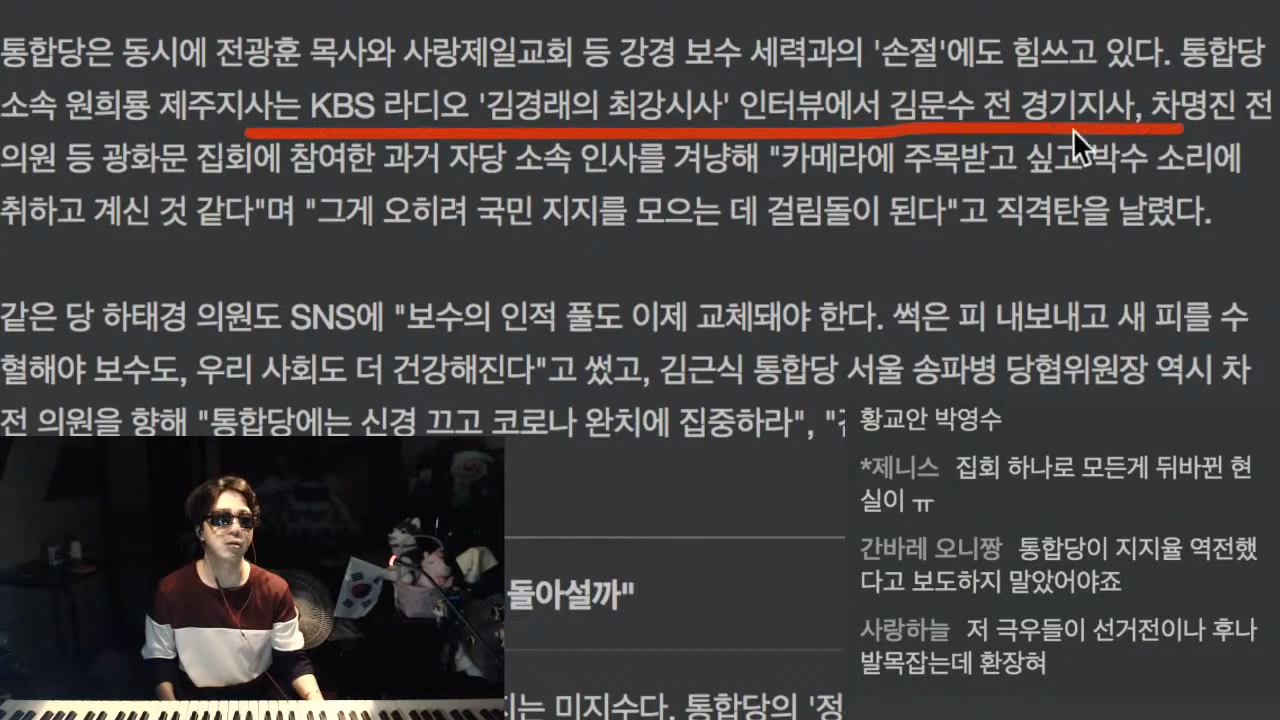 통합당은 동시에 전광훈 목사와 사랑제일교회 등 강경 보수 세력과의 '손절'에도 힘쓰고 있다. 통합당
소속 원희룡 제주지사는 KBS 라디오 '김경래의 최강시사' 인터뷰에서 김문수 전 경기지사, 차명진 전
의원 등 광화문 집회에 참여한 과거 자당 소속 인사를 겨냥해 "카메라에 주목받고 싶고 박수 소리에
취하고 계신 것 같다"며 "그게 오히려 국민 지지를 모으는 데 걸림돌이 된다"고 직격탄을 날렸다.
같은 당 하태경 의원도 SNS에 "보수의 인적 풀도 이제 교체돼야 한다. 썩은 피 내보내고 새 피를 수
혈해야 보수도, 우리 사회도 더 건강해진다"고 썼고, 김근식 통합당 서울 송파병 당협위원장 역시 차
전 의원을 향해 "통합당에는 신경 끄고 코로나 완치에 집중하라",
돌아설까"
미지수다. 통합당의 '정
황교안 박영수
*제니스 집회 하나로 모든게 뒤바뀐 현
실이 ㅠ
간바레 오니짱 통합당이 지지율 역전했
다고 보도하지 말았어야죠
사랑하늘 저 극우들이 선거전이나 후나
발목잡는데 환장혀